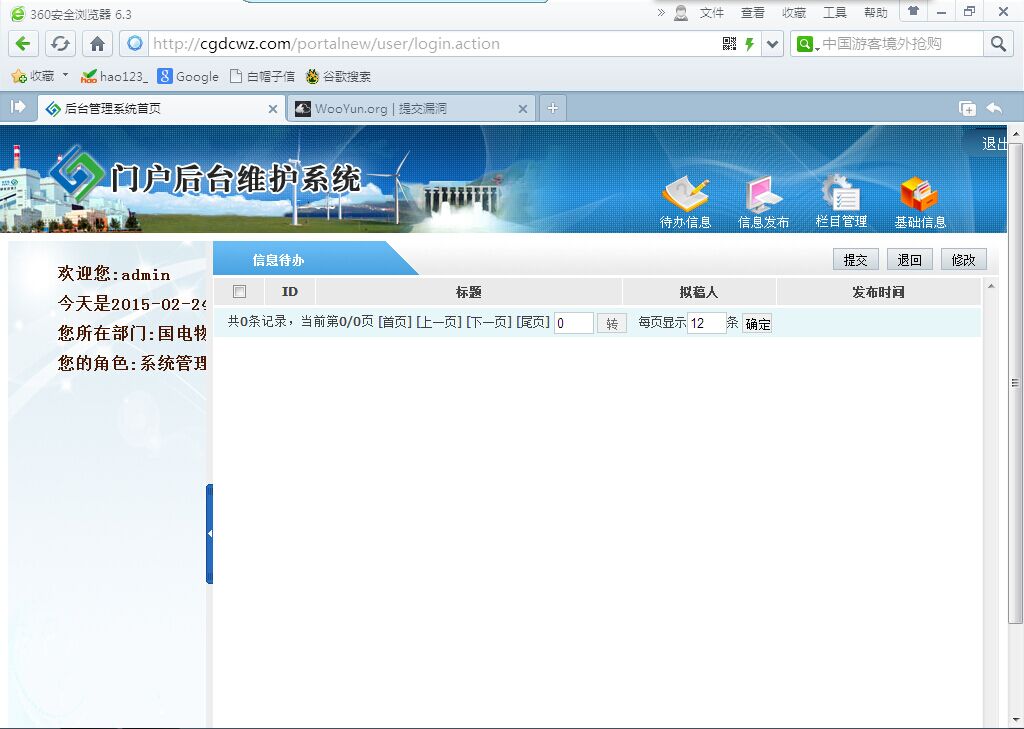 360安全浏览器 6.3
» 文件 查看 收藏 工具 帮助
http://cgdcwz.com/portalnew/user/login.action
中国游客境外抢购
收藏 hao123_ Google 白帽子信 谷歌搜索
后台管理系统首页
WooYun.org | 提交漏洞
退出
门户后台维护系统
待办信息 信息发布 栏目管理 基础信息
欢迎您:admin
今天是2015-02-24
您所在部门:国电物
您的角色:系统管理
信息待办
提交 退回 修改
ID 标题 拟稿人 发布时间
共0条记录，当前第0/0页 [首页] [上一页] [下一页] [尾页] 0 转 每页显示 12 条 确定